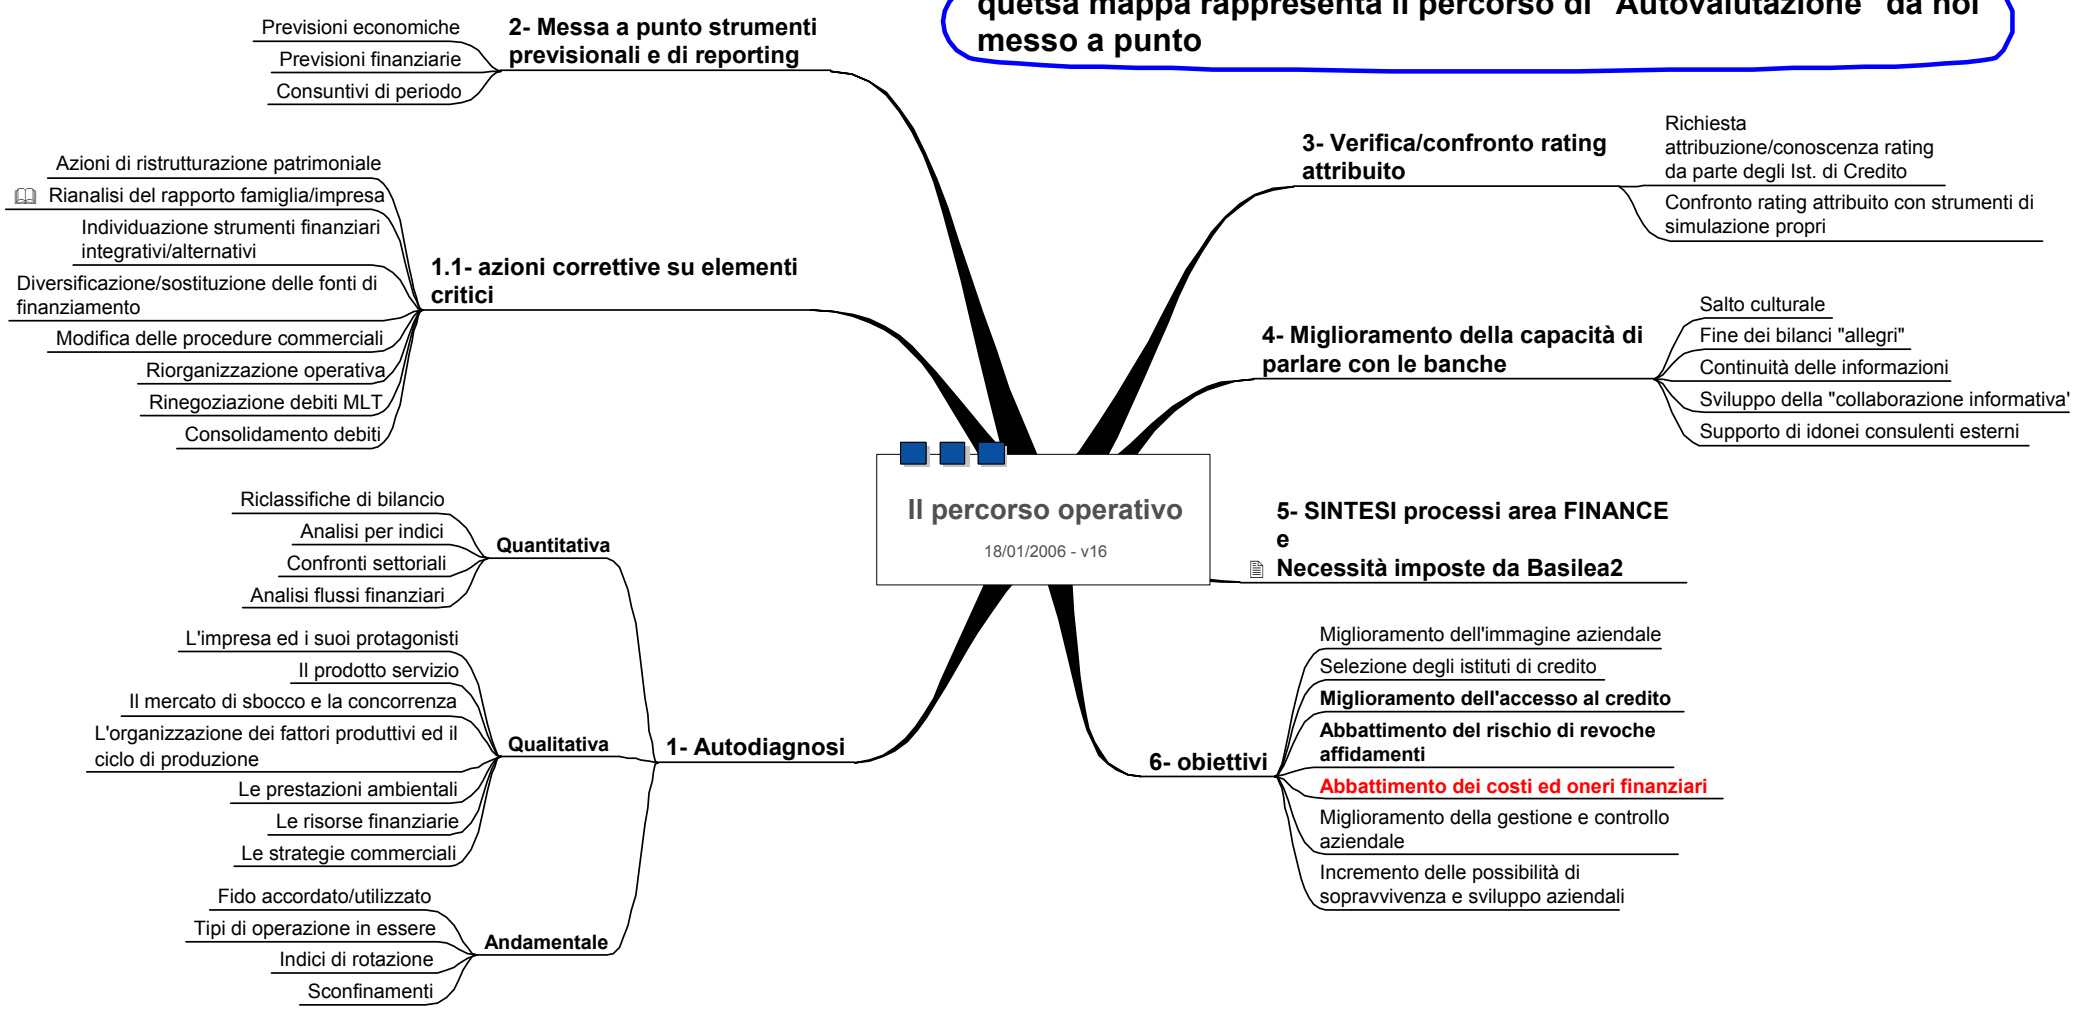 quetsa mappa rappresenta il percorso di "Autovalutazione" da noi
messo a punto
Il percorso operativo
18/01/2006 - v16
1- Autodiagnosi
Quantitativa
Riclassifiche di bilancio
Analisi per indici
Confronti settoriali
Analisi flussi finanziari
Qualitativa
L'impresa ed i suoi protagonisti
Il prodotto servizio
Il mercato di sbocco e la concorrenza
L'organizzazione dei fattori produttivi ed il
ciclo di produzione
Le prestazioni ambientali
Le risorse finanziarie
Le strategie commerciali
Andamentale
Fido accordato/utilizzato
Tipi di operazione in essere
Indici di rotazione
Sconfinamenti
1.1- azioni correttive su elementi
critici
Azioni di ristrutturazione patrimoniale
Rianalisi del rapporto famiglia/impresa
Individuazione strumenti finanziari
integrativi/alternativi
Diversificazione/sostituzione delle fonti di
finanziamento
Modifica delle procedure commerciali
Riorganizzazione operativa
Rinegoziazione debiti MLT
Consolidamento debiti
2- Messa a punto strumenti
previsionali e di reporting
Previsioni economiche
Previsioni finanziarie
Consuntivi di periodo
3- Verifica/confronto rating
attribuito
Richiesta
attribuzione/conoscenza rating
da parte degli Ist. di Credito
Confronto rating attribuito con strumenti di
simulazione propri
4- Miglioramento della capacità di
parlare con le banche
Salto culturale
Fine dei bilanci "allegri"
Continuità delle informazioni
Sviluppo della "collaborazione informativa'
Supporto di idonei consulenti esterni
5- SINTESI processi area FINANCE
e
Necessità imposte da Basilea2
6- obiettivi
Miglioramento dell'immagine aziendale
Selezione degli istituti di credito
Miglioramento dell'accesso al credito
Abbattimento del rischio di revoche
affidamenti
Abbattimento dei costi ed oneri finanziari
Miglioramento della gestione e controllo
aziendale
Incremento delle possibilità di
sopravvivenza e sviluppo aziendali